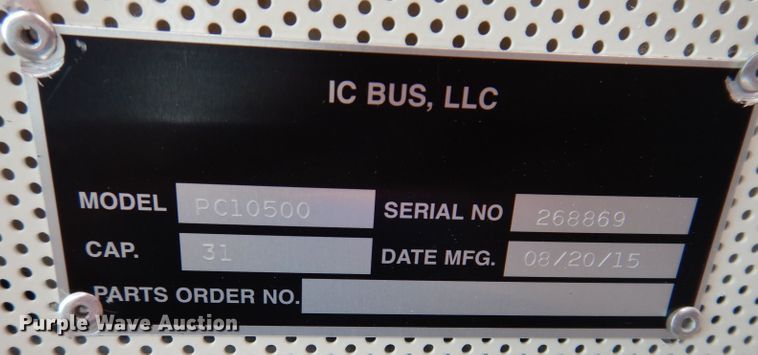 IC BUS, LLC
MODEL PC10500 SERIAL NO 268869
CAP. 31 DATE MFG. 08/20/15
PARTS ORDER NO.
Purple Wave Auction